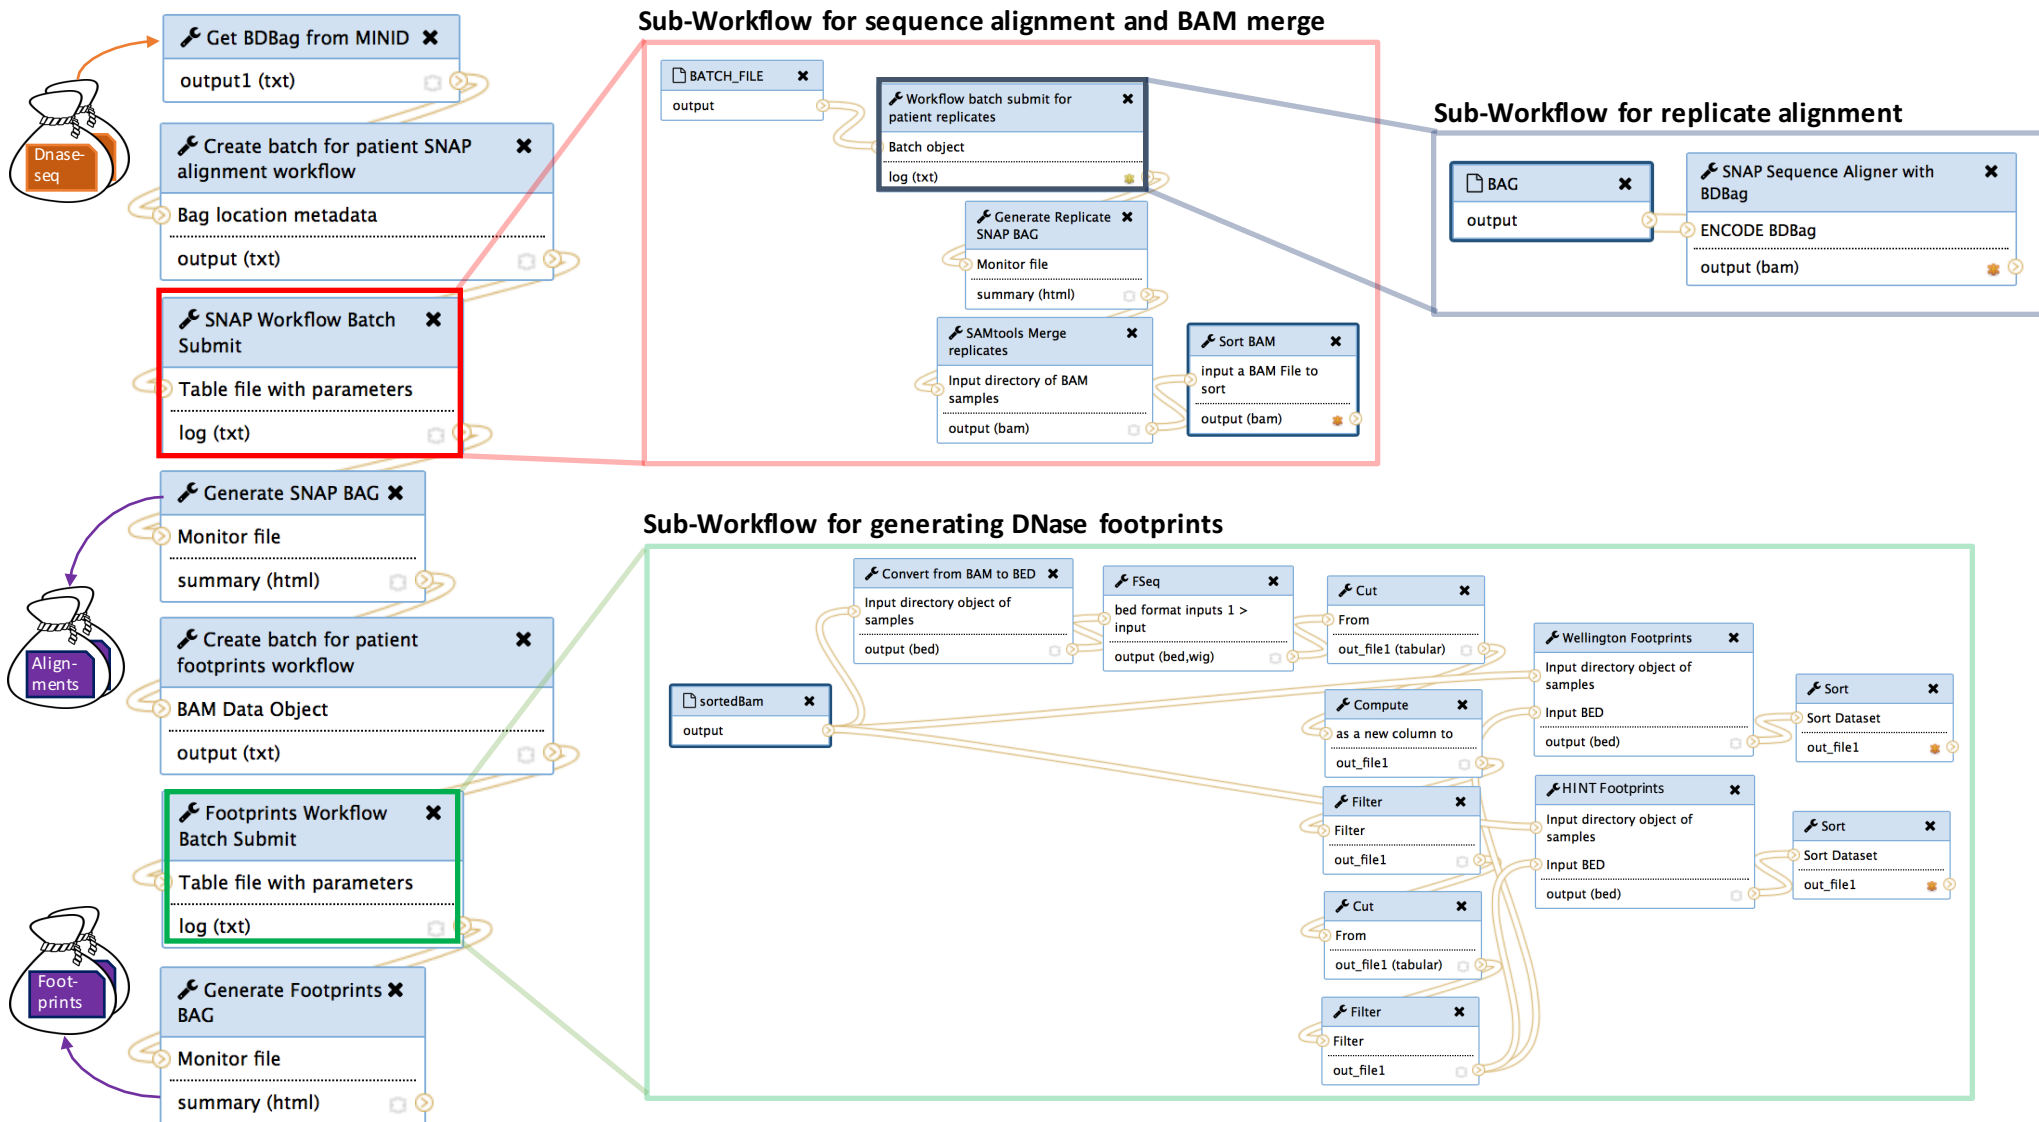 Get BDBag from MINID
output1 (txt)
Dnase-
seq
Create batch for patient SNAP
alignment workflow
Bag location metadata
output (txt)
SNAP Workflow Batch
Submit
Table file with parameters
log (txt)
Generate SNAP BAG
Monitor file
summary (html)
Align-
ments
Create batch for patient
footprints workflow
BAM Data Object
output (txt)
Footprints Workflow
Batch Submit
Table file with parameters
log (txt)
Foot-
prints
Generate Footprints
BAG
Monitor file
summary (html)
Sub-Workflow for sequence alignment and BAM merge
BATCH_FILE
output
Workflow batch submit for
patient replicates
Batch object
log (txt)
Generate Replicate
SNAP BAG
Monitor file
summary (html)
SAMtools Merge
replicates
Input directory of BAM
samples
output (bam)
Sort BAM
input a BAM File to
sort
output (bam)
Sub-Workflow for replicate alignment
BAG
output
SNAP Sequence Aligner with
BDBag
ENCODE BDBag
output (bam)
Sub-Workflow for generating DNase footprints
sortedBam
output
Convert from BAM to BED
Input directory object of
samples
output (bed)
FSeq
bed format inputs 1 >
input
output (bed,wig)
Cut
From
out_file1 (tabular)
Compute
as a new column to
out_file1
Filter
Filter
out_file1
Cut
From
out_file1 (tabular)
Filter
Filter
out_file1
Wellington Footprints
Input directory object of
samples
Input BED
output (bed)
Sort
Sort Dataset
out_file1
HINT Footprints
Input directory object of
samples
Input BED
output (bed)
Sort
Sort Dataset
out_file1